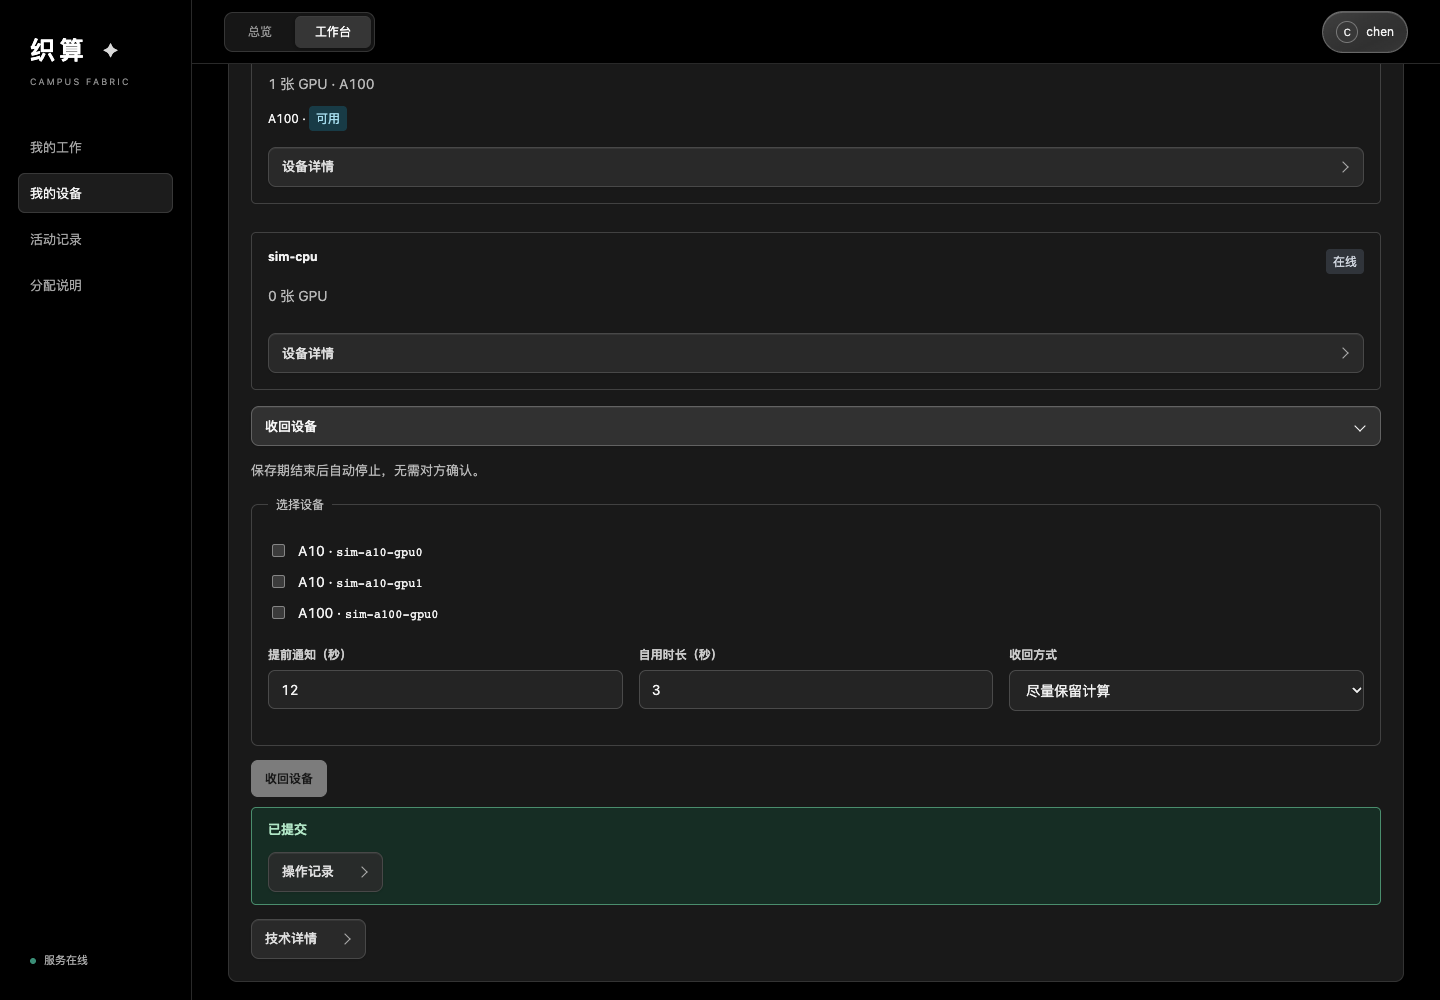 织算
CAMPUS FABRIC
我的工作
我的设备
活动记录
分配说明
服务在线
总览
工作台
C chen
1 张 GPU · A100
A100 · 可用
设备详情
sim-cpu
在线
0 张 GPU
设备详情
收回设备
保存期结束后自动停止，无需对方确认。
选择设备
A10 · sim-a10-gpu0
A10 · sim-a10-gpu1
A100 · sim-a100-gpu0
提前通知（秒）
12
自用时长（秒）
3
收回方式
尽量保留计算
收回设备
已提交
操作记录
技术详情